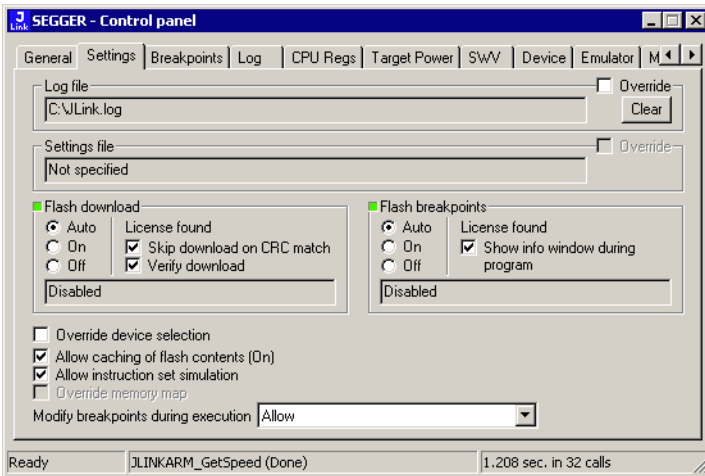 J
Link
SEGGER - Control panel
General Settings Breakpoints Log CPU Regs Target Power SWV Device Emulator M
Log file
Override
C:\JLink.log
Clear
Settings file
Override
Not specified
Flash download
Auto
On
Off
License found
Skip download on CRC match
Verify download
Disabled
Flash breakpoints
Auto
On
Off
License found
Show info window during
program
Disabled
Override device selection
Allow caching of flash contents (On)
Allow instruction set simulation
Override memory map
Modify breakpoints during execution Allow
Ready JLINKARM_GetSpeed (Done) 1.208 sec. in 32 calls